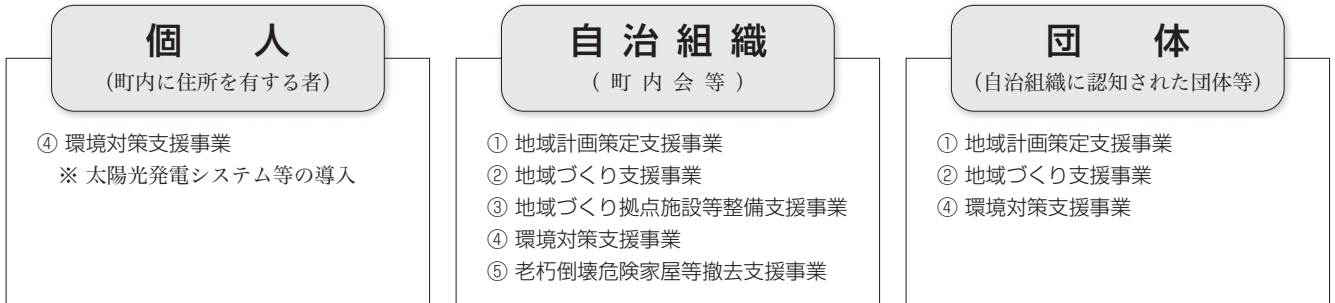 個 人
(町内に住所を有する者)
④ 環境対策支援事業
※ 太陽光発電システム等の導入
自 治 組 織
( 町 内 会 等 )
① 地域計画策定支援事業
② 地域づくり支援事業
③ 地域づくり拠点施設等整備支援事業
④ 環境対策支援事業
⑤ 老朽倒壊危険家屋等撤去支援事業
団 体
(自治組織に認知された団体等)
① 地域計画策定支援事業
② 地域づくり支援事業
④ 環境対策支援事業